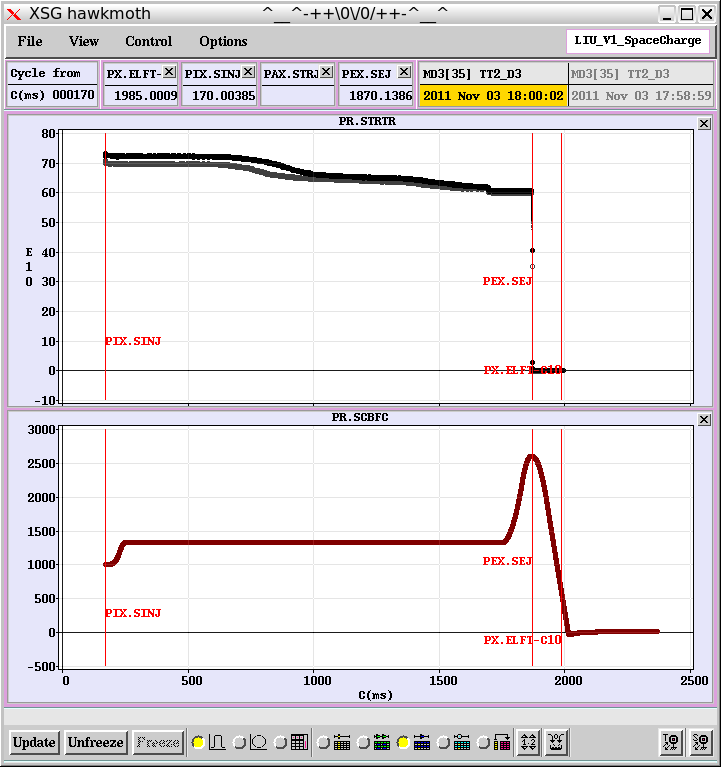 XSG hawkmoth ^__^-++\0\/0/++-^__^
File View Control Options LIU_V1_SpaceCharge
Cycle from PX.ELFT- PIX.SINJ PAX.STRJ PEX.SEJ MD3[35] TT2_D3 MD3[35] TT2_D3
C(ms) 000170 1985.0009 170.00385 1870.1386 2011 Nov 03 18:00:02 2011 Nov 03 17:58:59
PR.STRTR
80
70
60
50
E 40
1
0 30
PEX.SEJ
20
10
PIX.SINJ
0
PX.ELFT-C10
-10
PR.SCBFC
3000
2500
2000
1500
1000
PEX.SEJ
500
PIX.SINJ
0
PX.ELFT-C10
-500
0 500 1000 1500 2000 2500
C(ms)
Update Unfreeze Freeze